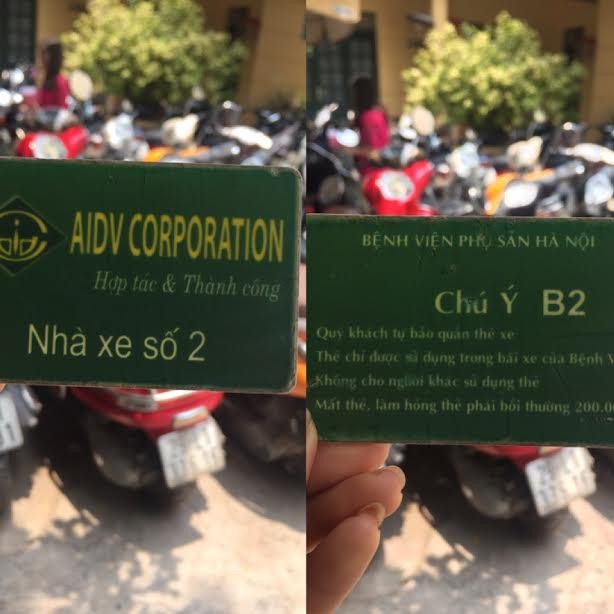 AIDV CORPORATION
Hợp tác & Thành công
Nhà xe số 2
BỆNH VIỆN PHỤ SẢN HÀ NỘI
Chú Ý B2
Quý khách tự bảo quản thẻ xe
Thẻ chỉ được sử dụng trong bãi xe của Bệnh
Không cho người khác sử dụng thẻ
Mất thẻ, làm hỏng thẻ phải bồi thường